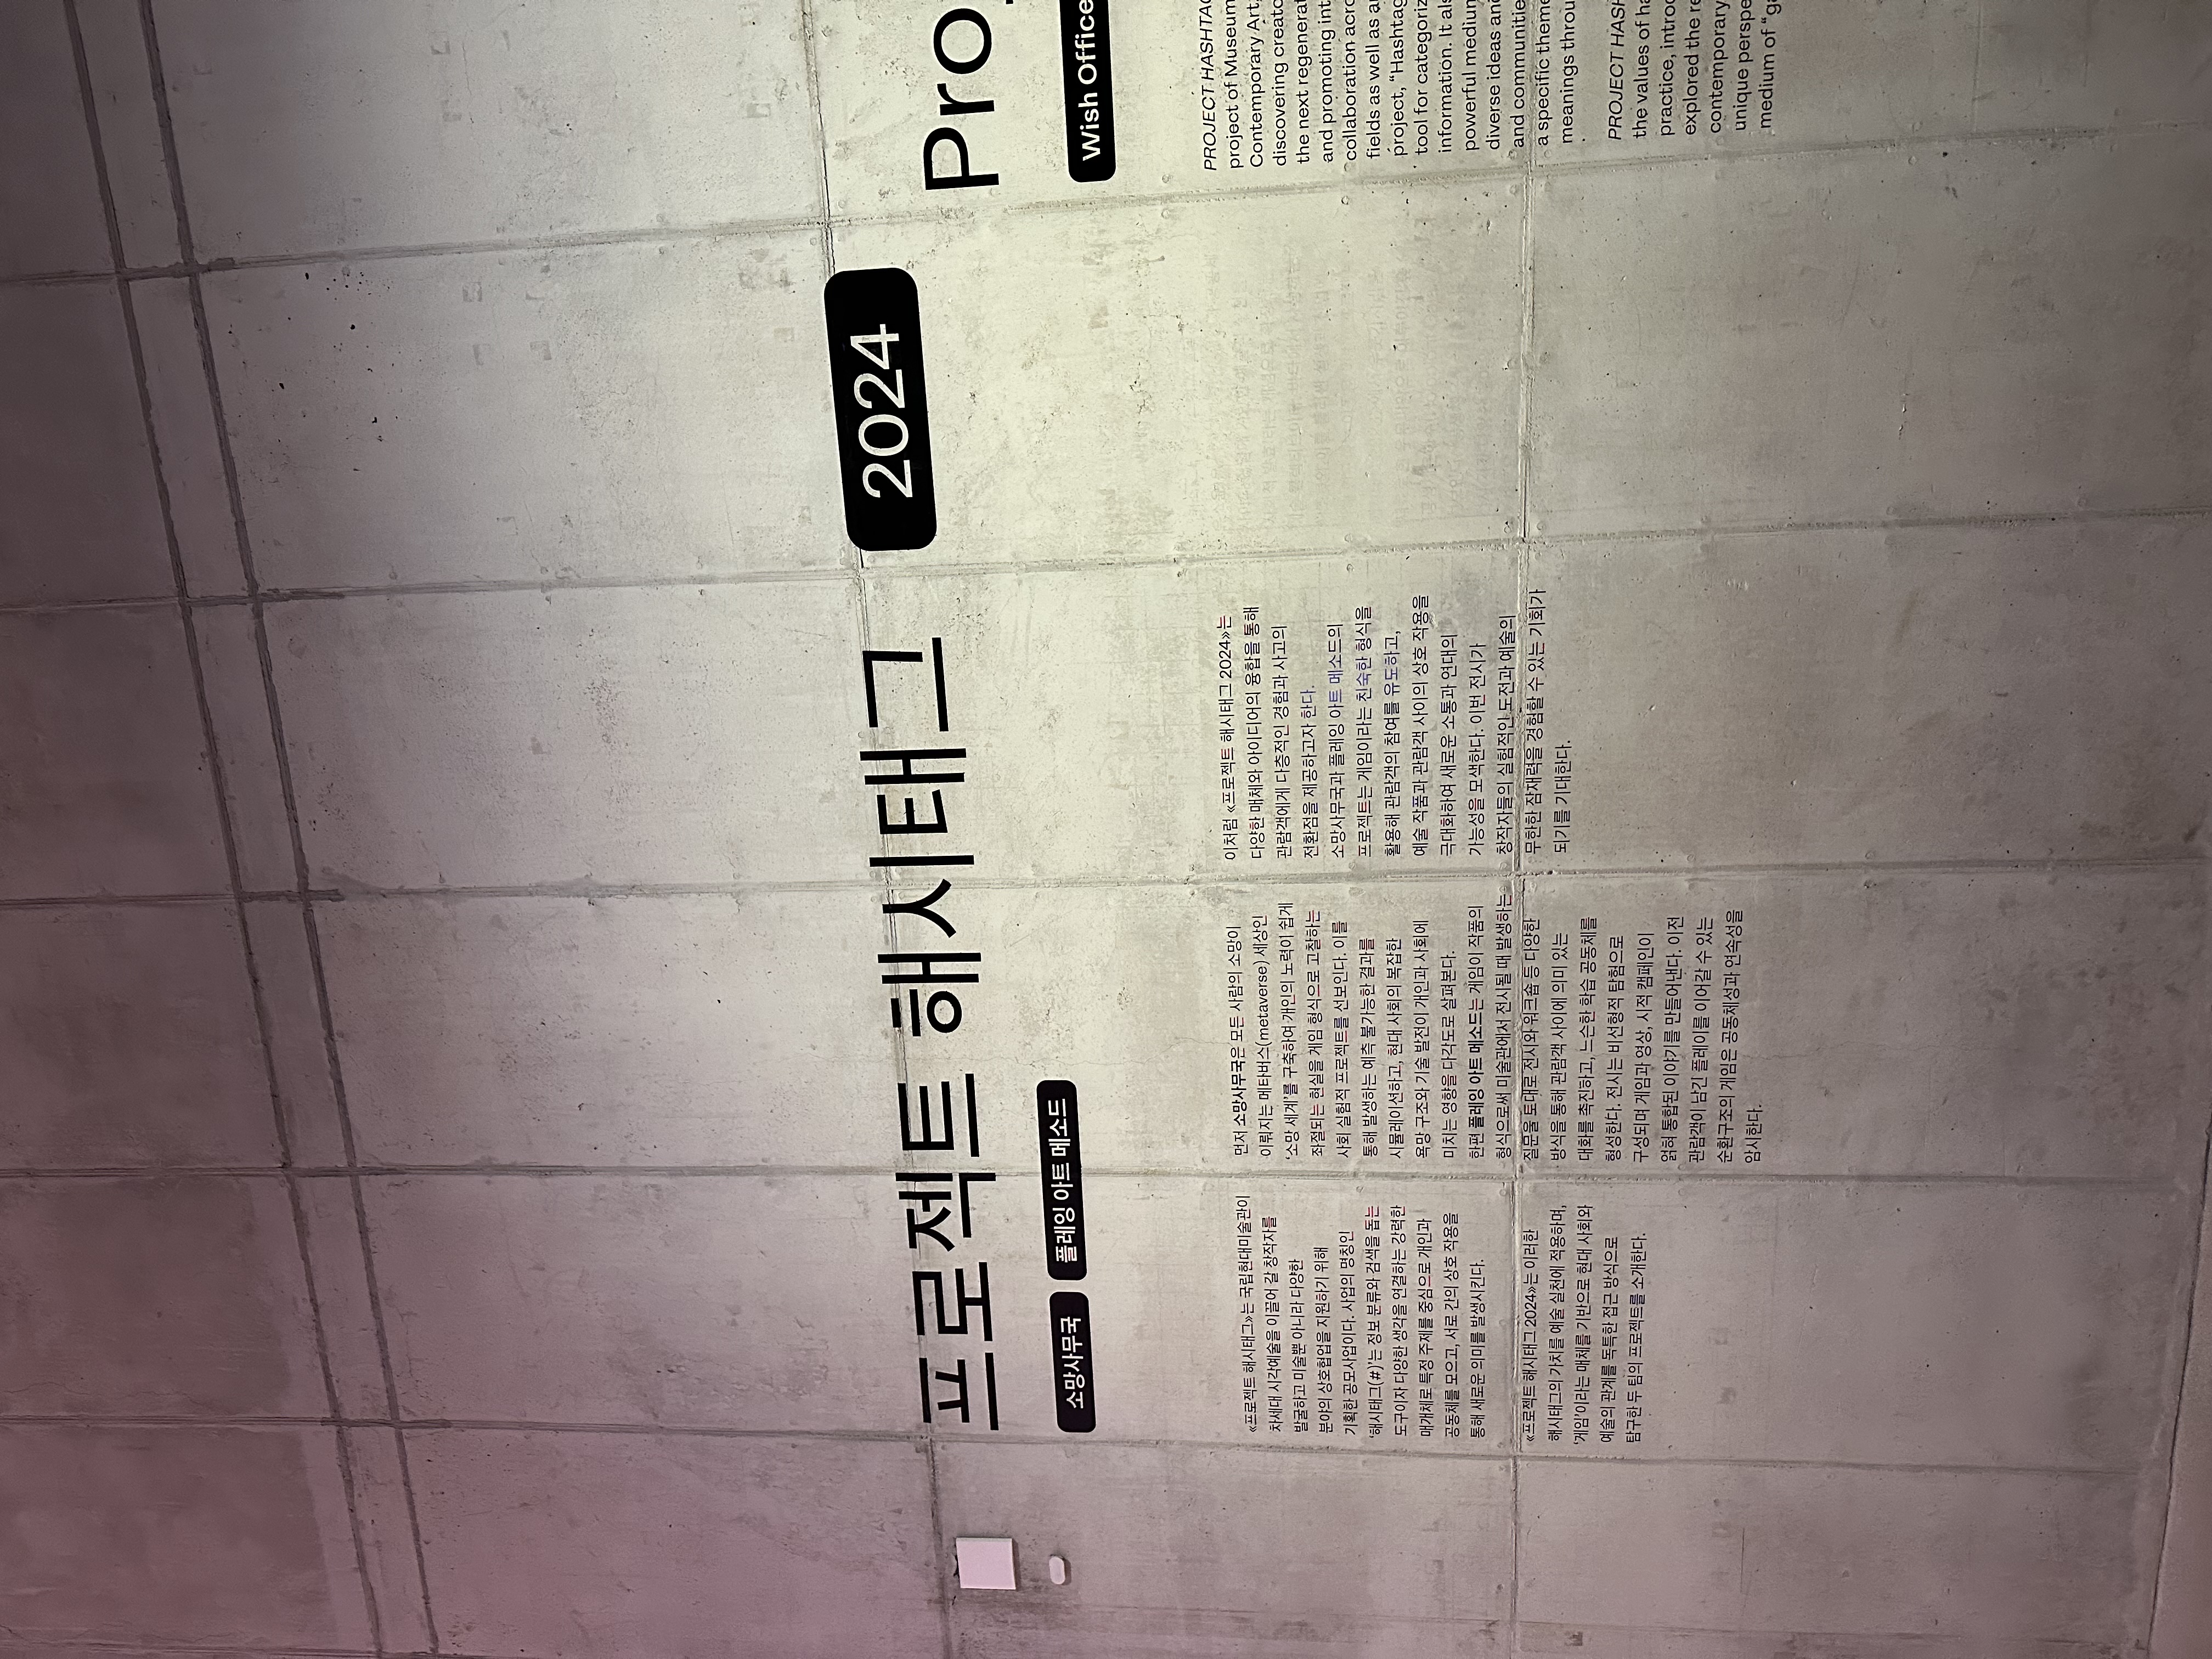 프로젝트 해시태그 2024
소망사무국 플레잉 아트 메소드
«프로젝트 해시태그»는 국립현대미술관이
차세대 시각예술을 이끌어 갈 창작자를
발굴하고 미술뿐 아니라 다양한
분야의 상호협업을 지원하기 위해
기획한 공모사업이다. 사업의 명칭인
‘해시태그(#)’는 정보 분류와 검색을 돕는
도구이자 다양한 생각을 연결하는 강력한
매개체로 특정 주제를 중심으로 개인과
공동체를 모으고, 서로 간의 상호 작용을
통해 새로운 의미를 발생시킨다.
«프로젝트 해시태그 2024»는 이러한
해시태그의 가치를 예술 실천에 적용하며,
‘게임’이라는 매체를 기반으로 현대 사회와
예술의 관계를 독특한 접근 방식으로
탐구한 두 팀의 프로젝트를 소개한다.
먼저 소망사무국은 모든 사람의 소망이
이뤄지는 메타버스(metaverse) 세상인
‘소망 세계’를 구축하여 개인의 노력이 쉽게
좌절되는 현실을 게임 형식으로 고찰하는
사회 실험적 프로젝트를 선보인다. 이를
통해 발생하는 예측 불가능한 결과를
시뮬레이션하고, 현대 사회의 복잡한
욕망 구조와 기술 발전이 개인과 사회에
미치는 영향을 다각도로 살펴본다.
한편 플레잉 아트 메소드는 게임이 작품의
형식으로써 미술관에서 전시될 때 발생하는
질문을 토대로 전시와 워크숍 등 다양한
방식을 통해 관람객 사이에 의미 있는
대화를 촉진하고, 느슨한 학습 공동체를
형성한다. 전시는 비선형적 탐험으로
구성되며 게임과 영상, 시적 캠페인이
얽혀 통합된 이야기를 만들어낸다. 이전
관람객이 남긴 플레이를 이어갈 수 있는
순환구조의 게임은 공동체성과 연속성을
암시한다.
이처럼 «프로젝트 해시태그 2024»는
다양한 매체와 아이디어의 융합을 통해
관람객에게 다층적인 경험과 사고의
전환점을 제공하고자 한다.
소망사무국과 플레잉 아트 메소드의
프로젝트는 게임이라는 친숙한 형식을
활용해 관람객의 참여를 유도하고,
예술 작품과 관람객 사이의 상호 작용을
극대화하여 새로운 소통과 연대의
가능성을 모색한다. 이번 전시가
창작자들의 실험적인 도전과 예술의
무한한 잠재력을 경험할 수 있는 기회가
되기를 기대한다.
Proj
Wish Office
PROJECT HASHTAG
project of Museum
Contemporary Art,
discovering creato
the next regenerat
and promoting int
collaboration acro
fields as well as a
project, “Hashtag
tool for categoriz
information. It als
powerful medium
diverse ideas and
and communitie
a specific theme
meanings throu
PROJECT HASH
the values of ha
practice, introd
explored the re
contemporary
unique perspe
medium of “ga